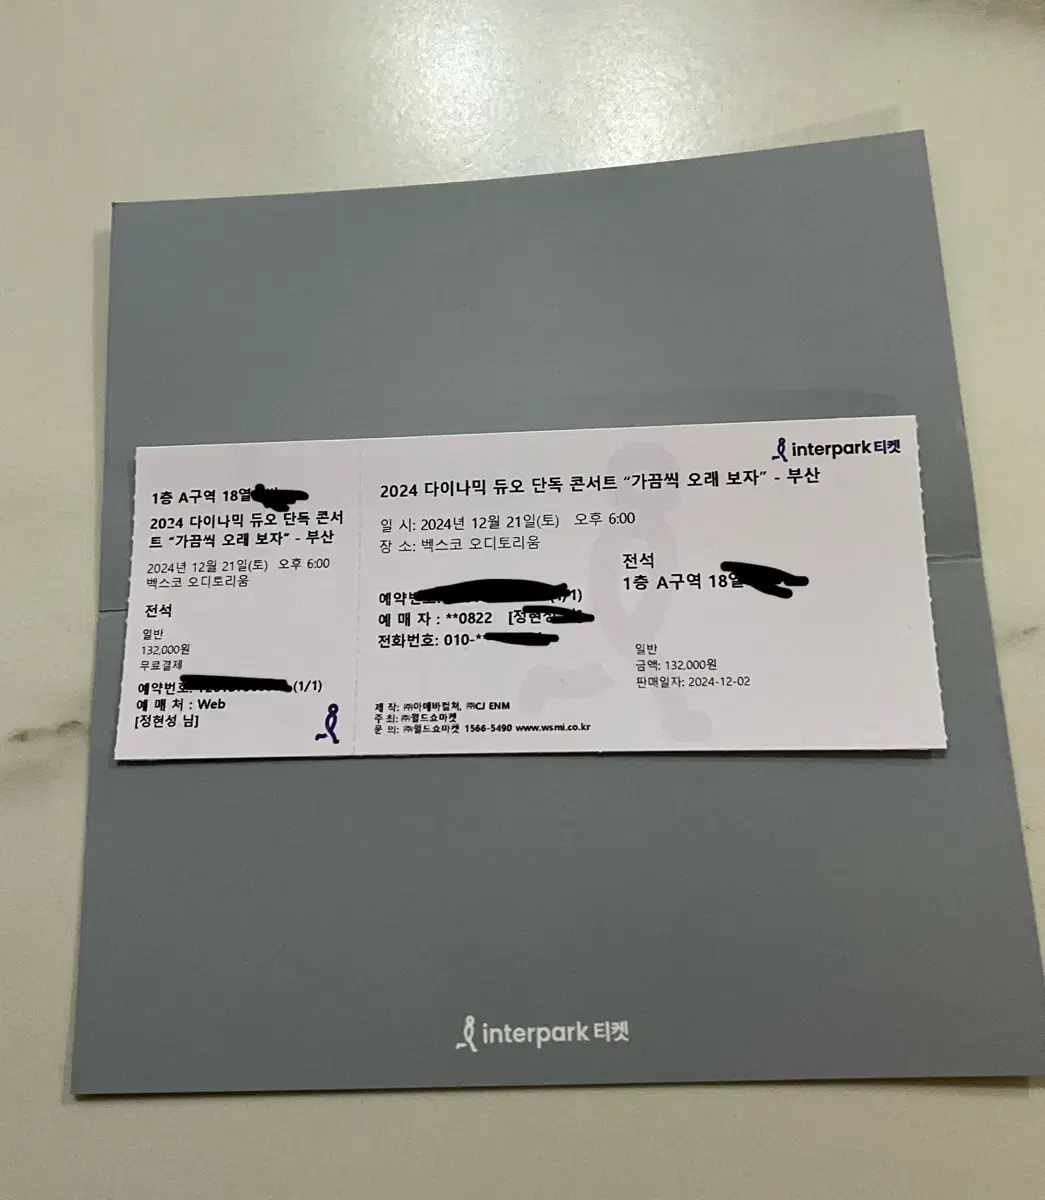 1층 A구역 18열
2024 다이나믹 듀오 단독 콘서
트 “가끔씩 오래 보자” - 부산
2024년 12월 21일(토) 오후 6:00
벡스코 오디토리움
전석
일반
132,000원
무료결제
예약번호: (1/1)
예 매 처 : Web
[정현성 님]
interpark 티켓
2024 다이나믹 듀오 단독 콘서트 “가끔씩 오래 보자” - 부산
일 시: 2024년 12월 21일(토) 오후 6:00
장 소: 벡스코 오디토리움
전석
1층 A구역 18열
예약번호: (1/1)
예 매 자 : **0822 [정현성
전화번호: 010-**
일반
금액: 132,000원
판매일자: 2024-12-02
제 작: ㈜아메바컬쳐, ㈜CJ ENM
주 최: ㈜월드쇼마켓
문 의: ㈜월드쇼마켓 1566-5490 www.wsmi.co.kr
interpark 티켓